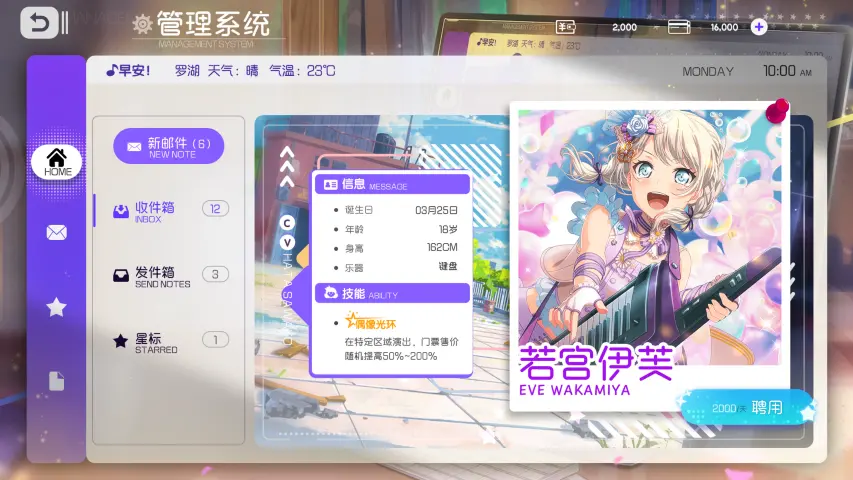 管理系统
MANAGEMENT SYSTEM
2,000
16,000
早安!
罗湖 天气：晴 气温：23℃
MONDAY
10:00 AM
HOME
新邮件（6）
NEW NOTE
收件箱
INBOX
12
发件箱
SEND NOTES
3
星标
STARRED
1
CV
信息 MESSAGE
诞生日 03月25日
年龄 18岁
身高 162CM
乐器 键盘
技能 ABILITY
偶像光环
在特定区域演出，门票售价
随机提高50%~200%
若宫伊芙
EVE WAKAMIYA
2000/天 聘用